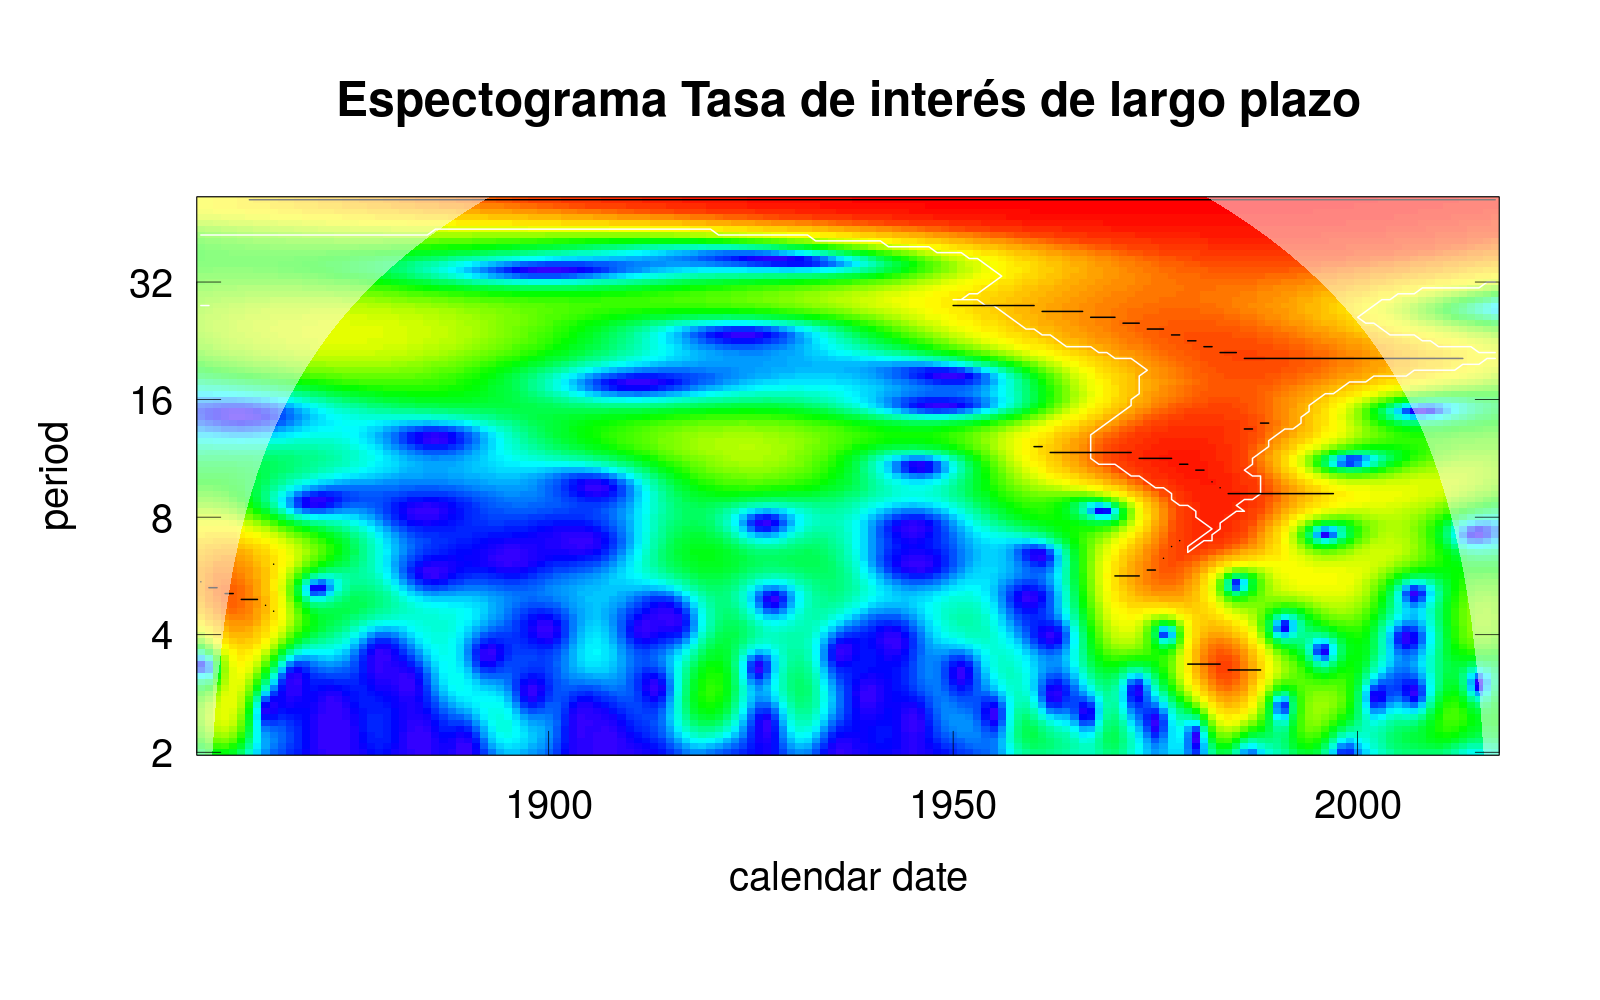 Espectograma Tasa de interés de largo plazo
period
32
16
8
4
2
1900 1950 2000
calendar date